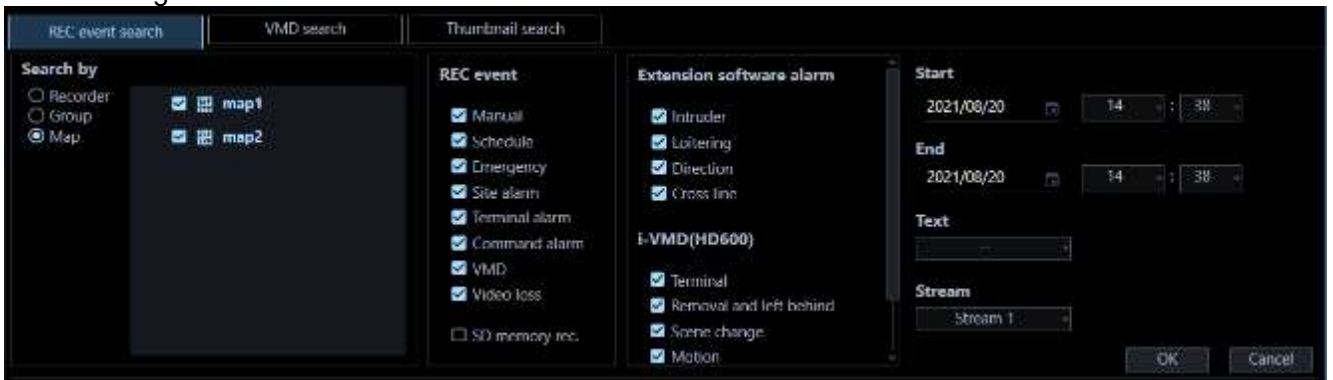 REC event search
VMD search
Thumbnail search
Search by
Recorder
Group
Map
map1
map2
REC event
Manual
Schedule
Emergency
Site alarm
Terminal alarm
Command alarm
VMD
Video loss
SD memory rec.
Extension software alarm
Intruder
Loitering
Direction
Cross line
i-VMD(HD600)
Terminal
Removal and left behind
Scene change
Motion
Start
2021/08/20
14 : 38
End
2021/08/20
14 : 38
Text
--
Stream
Stream 1
OK
Cancel